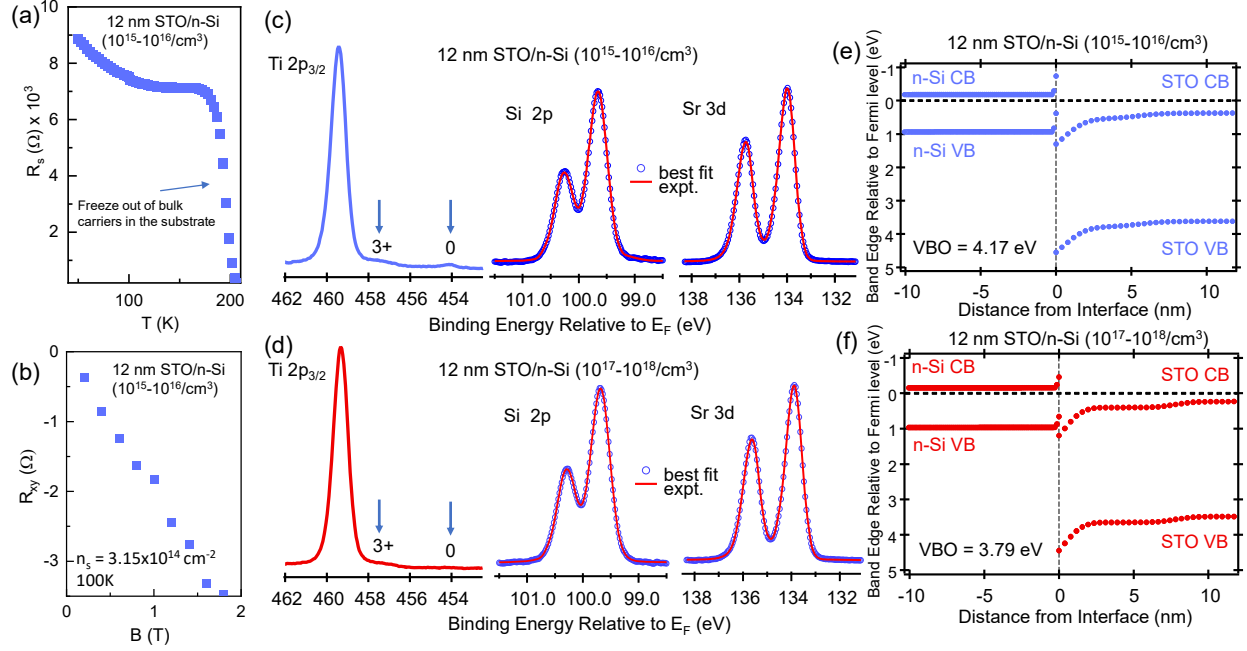 (a)
12 nm STO/n-Si
(10¹⁵-10¹⁶/cm³)
10
8
6
4
2
R_s (Ω) x 10³
Freeze out of bulk
carriers in the substrate
100
200
T (K)
(b)
12 nm STO/n-Si
(10¹⁵-10¹⁶/cm³)
0
-1
-2
-3
R_xy (Ω)
n_s = 3.15x10¹⁴ cm⁻²
100K
0
1
2
B (T)
(c)
Ti 2p_3/2
12 nm STO/n-Si (10¹⁵-10¹⁶/cm³)
Si 2p
Sr 3d
best fit
expt.
3+
0
462 460 458 456 454
101.0 100.0 99.0
138 136 134 132
Binding Energy Relative to E_F (eV)
(d)
Ti 2p_3/2
12 nm STO/n-Si (10¹⁷-10¹⁸/cm³)
Si 2p
Sr 3d
best fit
expt.
3+
0
462 460 458 456 454
101.0 100.0 99.0
138 136 134 132
Binding Energy Relative to E_F (eV)
(e)
12 nm STO/n-Si (10¹⁵-10¹⁶/cm³)
Band Edge Relative to Fermi level (eV)
-1
0
1
2
3
4
5
n-Si CB
STO CB
n-Si VB
VBO = 4.17 eV
STO VB
-10 -5 0 5 10
Distance from Interface (nm)
(f)
12 nm STO/n-Si (10¹⁷-10¹⁸/cm³)
Band Edge Relative to Fermi level (eV)
-1
0
1
2
3
4
5
n-Si CB
STO CB
n-Si VB
VBO = 3.79 eV
STO VB
-10 -5 0 5 10
Distance from Interface (nm)